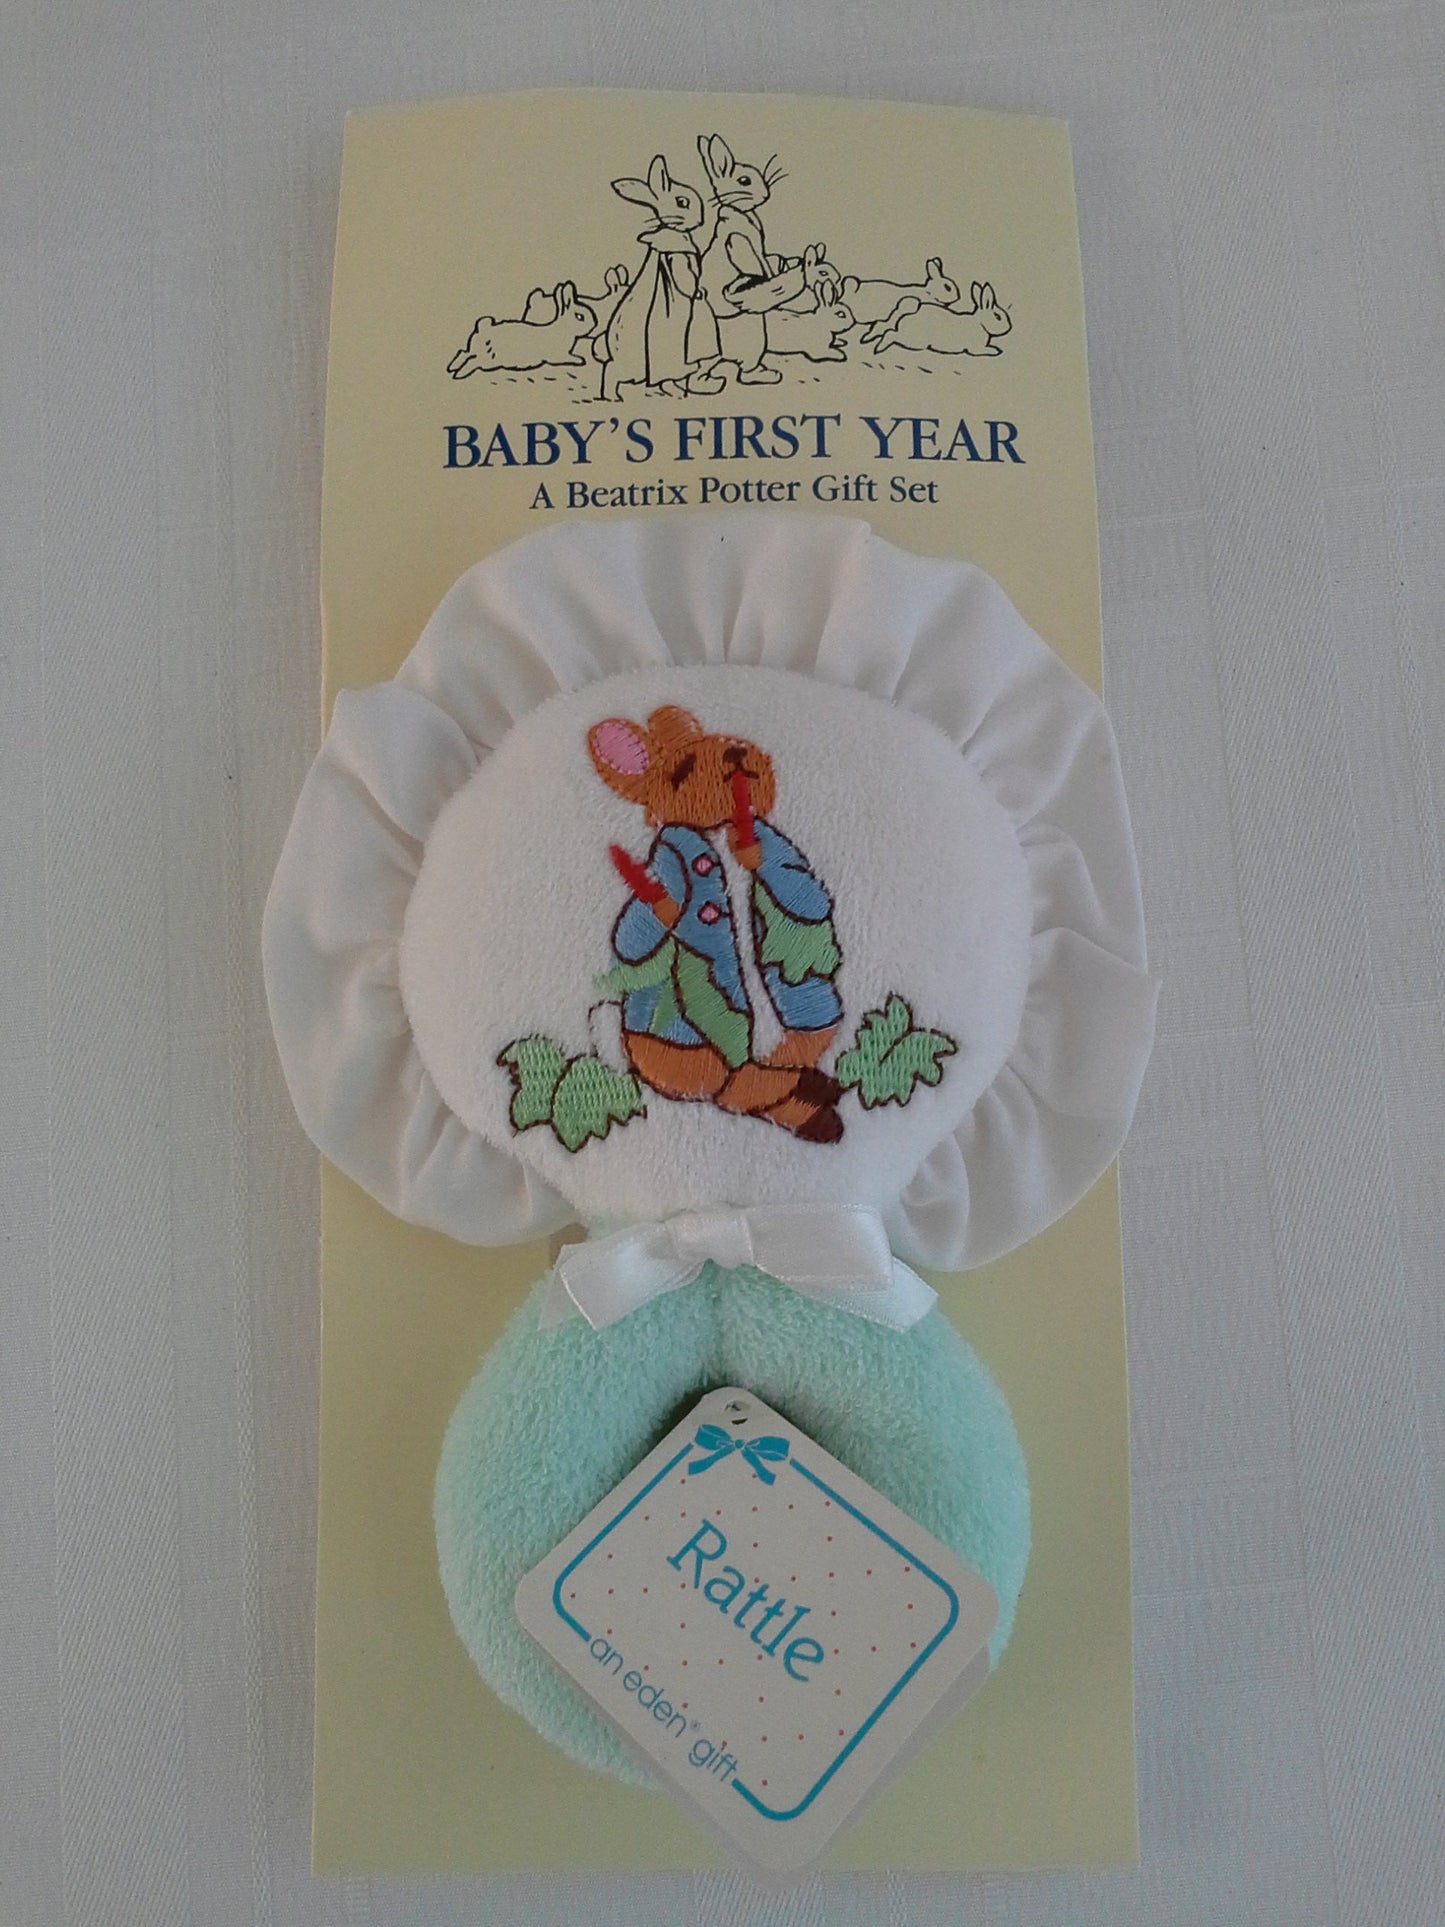 BABY'S FIRST YEAR
A Beatrix Potter Gift Set
Rattle
an eden® gift